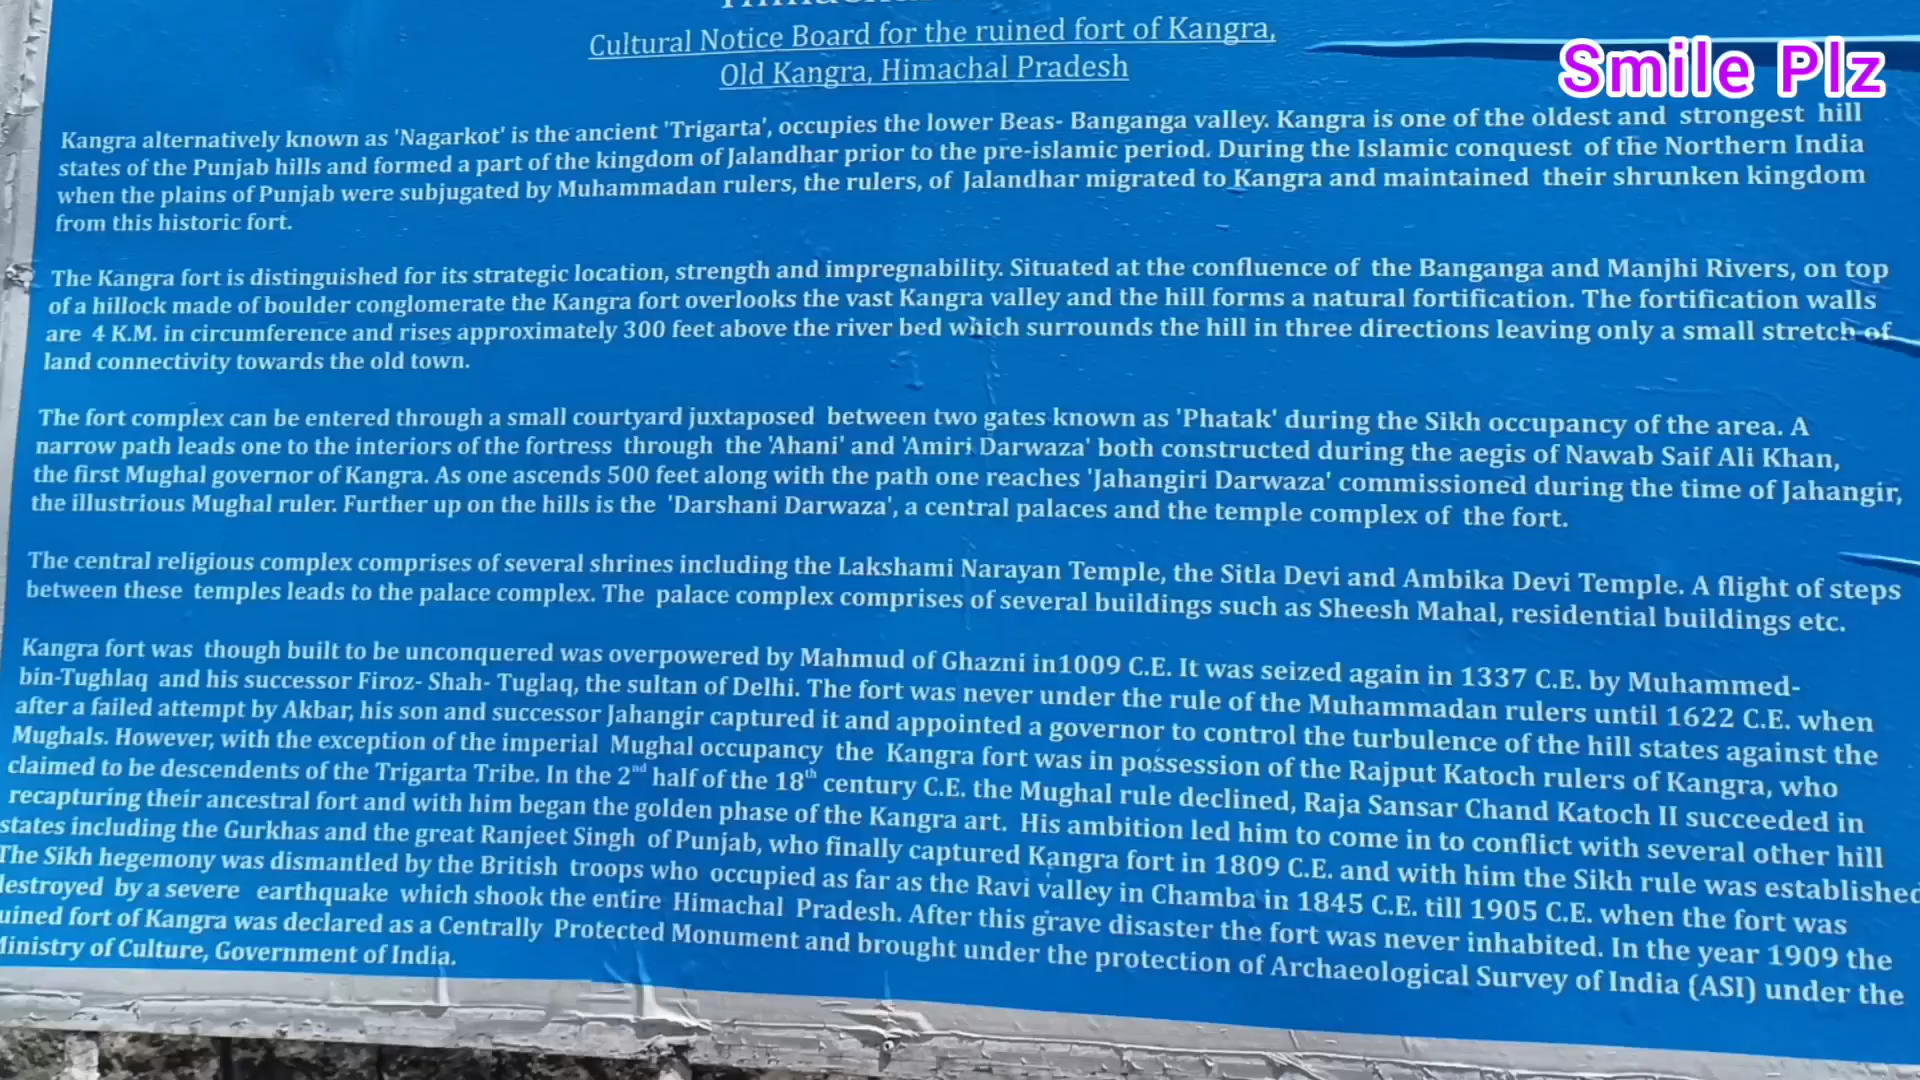 Cultural Notice Board for the ruined fort of Kangra,
Old Kangra, Himachal Pradesh
Smile Plz
Kangra alternatively known as 'Nagarkot' is the ancient 'Trigarta', occupies the lower Beas- Banganga valley. Kangra is one of the oldest and strongest hill
states of the Punjab hills and formed a part of the kingdom of Jalandhar prior to the pre-islamic period. During the Islamic conquest of the Northern India
when the plains of Punjab were subjugated by Muhammadan rulers, the rulers, of Jalandhar migrated to Kangra and maintained their shrunken kingdom
from this historic fort.
The Kangra fort is distinguished for its strategic location, strength and impregnability. Situated at the confluence of the Banganga and Manjhi Rivers, on top
of a hillock made of boulder conglomerate the Kangra fort overlooks the vast Kangra valley and the hill forms a natural fortification. The fortification walls
are 4 K.M. in circumference and rises approximately 300 feet above the river bed which surrounds the hill in three directions leaving only a small stretch of
land connectivity towards the old town.
The fort complex can be entered through a small courtyard juxtaposed between two gates known as 'Phatak' during the Sikh occupancy of the area. A
narrow path leads one to the interiors of the fortress through the 'Ahani' and 'Amiri Darwaza' both constructed during the aegis of Nawab Saif Ali Khan,
the first Mughal governor of Kangra. As one ascends 500 feet along with the path one reaches 'Jahangiri Darwaza' commissioned during the time of Jahangir,
the illustrious Mughal ruler. Further up on the hills is the 'Darshani Darwaza', a central palaces and the temple complex of the fort.
The central religious complex comprises of several shrines including the Lakshami Narayan Temple, the Sitla Devi and Ambika Devi Temple. A flight of steps
between these temples leads to the palace complex. The palace complex comprises of several buildings such as Sheesh Mahal, residential buildings etc.
Kangra fort was though built to be unconquered was overpowered by Mahmud of Ghazni in1009 C.E. It was seized again in 1337 C.E. by Muhammed-
bin-Tughlaq and his successor Firoz- Shah- Tuglaq, the sultan of Delhi. The fort was never under the rule of the Muhammadan rulers until 1622 C.E. when
after a failed attempt by Akbar, his son and successor Jahangir captured it and appointed a governor to control the turbulence of the hill states against the
Mughals. However, with the exception of the imperial Mughal occupancy the Kangra fort was in possession of the Rajput Katoch rulers of Kangra, who
claimed to be descendents of the Trigarta Tribe. In the 2nd half of the 18th century C.E. the Mughal rule declined, Raja Sansar Chand Katoch II succeeded in
recapturing their ancestral fort and with him began the golden phase of the Kangra art. His ambition led him to come in to conflict with several other hill
states including the Gurkhas and the great Ranjeet Singh of Punjab, who finally captured Kangra fort in 1809 C.E. and with him the Sikh rule was established
The Sikh hegemony was dismantled by the British troops who occupied as far as the Ravi valley in Chamba in 1845 C.E. till 1905 C.E. when the fort was
destroyed by a severe earthquake which shook the entire Himachal Pradesh. After this grave disaster the fort was never inhabited. In the year 1909 the
uined fort of Kangra was declared as a Centrally Protected Monument and brought under the protection of Archaeological Survey of India (ASI) under the
Ministry of Culture, Government of India.